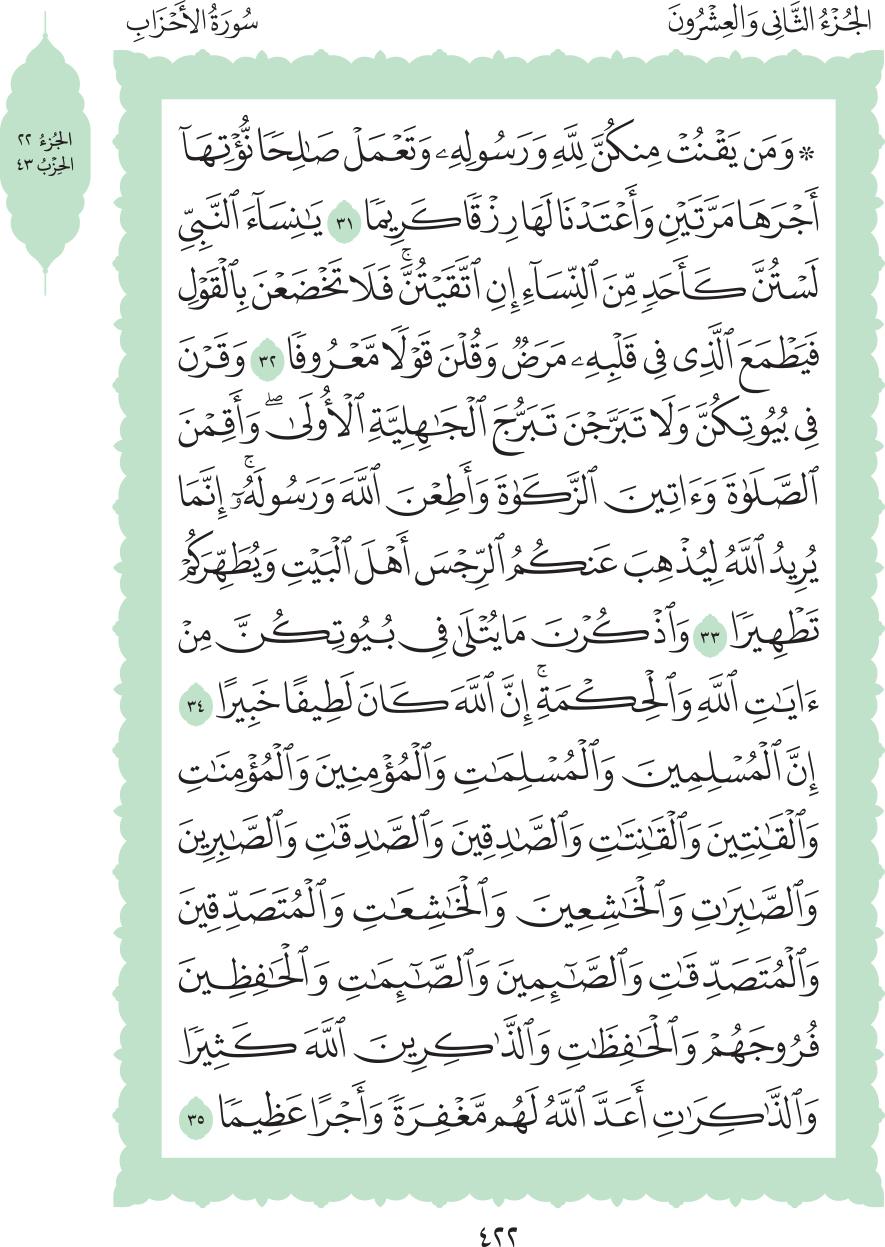 الجُزْءُ الثَّانِي وَالعِشْرُونَ
سُورَةُ الأَحْزَابِ
الجُزءُ ٢٢
الحِزْبُ ٤٣
۞ وَمَن يَقْنُتْ مِنكُنَّ لِلَّهِ وَرَسُولِهِۦ وَتَعْمَلْ صَـٰلِحًا نُّؤْتِهَآ
أَجْرَهَا مَرَّتَيْنِ وَأَعْتَدْنَا لَهَا رِزْقًا كَرِيمًا ٣١ يَـٰنِسَآءَ ٱلنَّبِيِّ
لَسْتُنَّ كَأَحَدٍ مِّنَ ٱلنِّسَآءِ إِنِ ٱتَّقَيْتُنَّۚ فَلَا تَخْضَعْنَ بِٱلْقَوْلِ
فَيَطْمَعَ ٱلَّذِى فِى قَلْبِهِۦ مَرَضٌ وَقُلْنَ قَوْلًا مَّعْرُوفًا ٣٢ وَقَرْنَ
فِى بُيُوتِكُنَّ وَلَا تَبَرَّجْنَ تَبَرُّجَ ٱلْجَـٰهِلِيَّةِ ٱلْأُولَىٰۖ وَأَقِمْنَ
ٱلصَّلَوٰةَ وَءَاتِينَ ٱلزَّكَوٰةَ وَأَطِعْنَ ٱللَّهَ وَرَسُولَهُۥٓۚ إِنَّمَا
يُرِيدُ ٱللَّهُ لِيُذْهِبَ عَنكُمُ ٱلرِّجْسَ أَهْلَ ٱلْبَيْتِ وَيُطَهِّرَكُمْ
تَطْهِيرًا ٣٣ وَٱذْكُرْنَ مَا يُتْلَىٰ فِى بُيُوتِكُنَّ مِنْ
ءَايَـٰتِ ٱللَّهِ وَٱلْحِكْمَةِۚ إِنَّ ٱللَّهَ كَانَ لَطِيفًا خَبِيرًا ٣٤
إِنَّ ٱلْمُسْلِمِينَ وَٱلْمُسْلِمَـٰتِ وَٱلْمُؤْمِنِينَ وَٱلْمُؤْمِنَـٰتِ
وَٱلْقَـٰنِتِينَ وَٱلْقَـٰنِتَـٰتِ وَٱلصَّـٰدِقِينَ وَٱلصَّـٰدِقَـٰتِ وَٱلصَّـٰبِرِينَ
وَٱلصَّـٰبِرَٰتِ وَٱلْخَـٰشِعِينَ وَٱلْخَـٰشِعَـٰتِ وَٱلْمُتَصَدِّقِينَ
وَٱلْمُتَصَدِّقَـٰتِ وَٱلصَّـٰٓئِمِينَ وَٱلصَّـٰٓئِمَـٰتِ وَٱلْحَـٰفِظِينَ
فُرُوجَهُمْ وَٱلْحَـٰفِظَـٰتِ وَٱلذَّٰكِرِينَ ٱللَّهَ كَثِيرًا
وَٱلذَّٰكِرَٰتِ أَعَدَّ ٱللَّهُ لَهُم مَّغْفِرَةً وَأَجْرًا عَظِيمًا ٣٥
٤٢٢